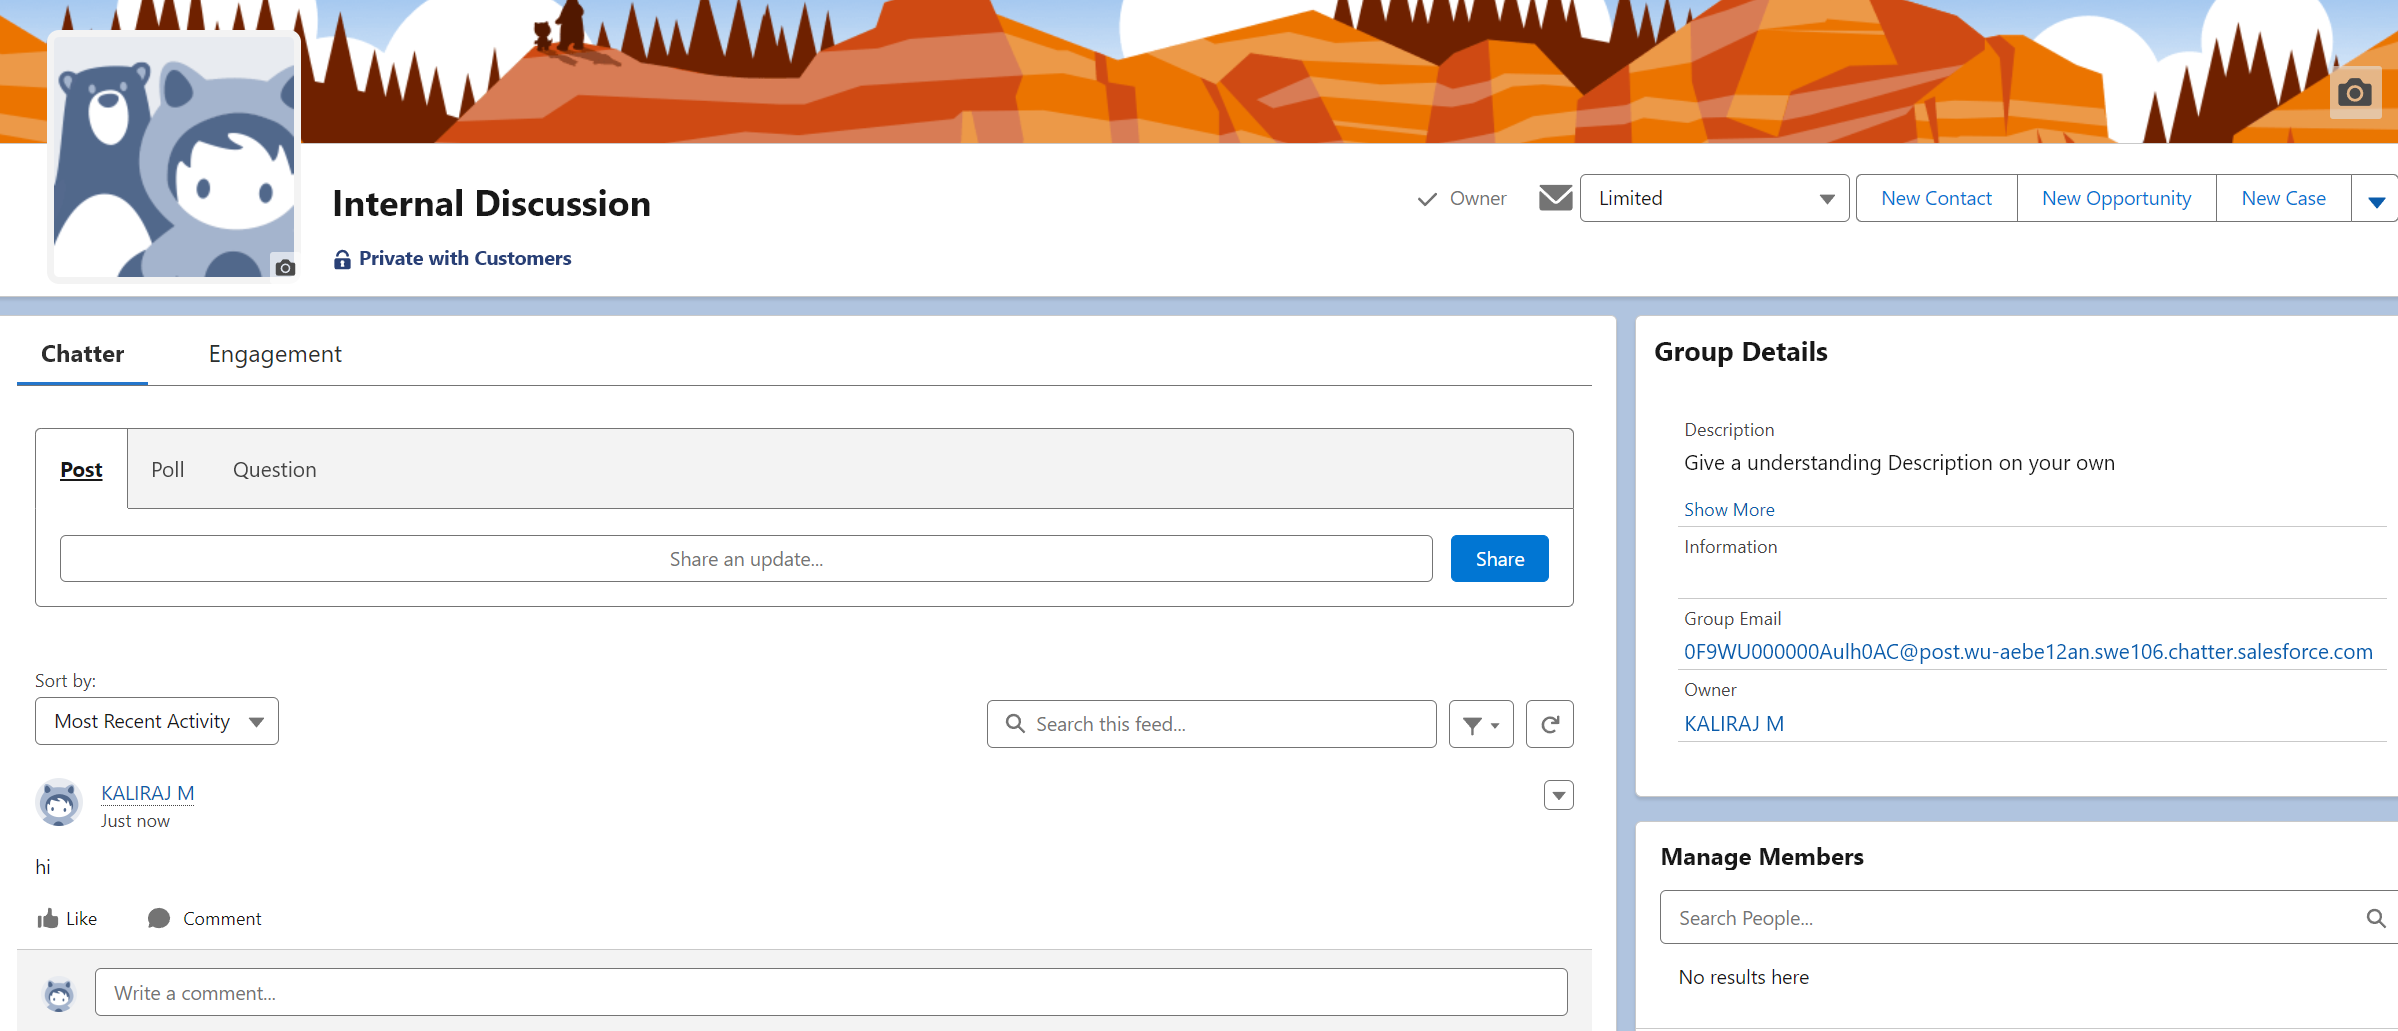 Internal Discussion
Private with Customers
Owner
Limited
New Contact
New Opportunity
New Case
Chatter
Engagement
Post
Poll
Question
Share an update...
Share
Sort by:
Most Recent Activity
Search this feed...
KALIRAJ M
Just now
hi
Like
Comment
Write a comment...
Group Details
Description
Give a understanding Description on your own
Show More
Information
Group Email
0F9WU000000Aulh0AC@post.wu-aebe12an.swe106.chatter.salesforce.com
Owner
KALIRAJ M
Manage Members
Search People...
No results here